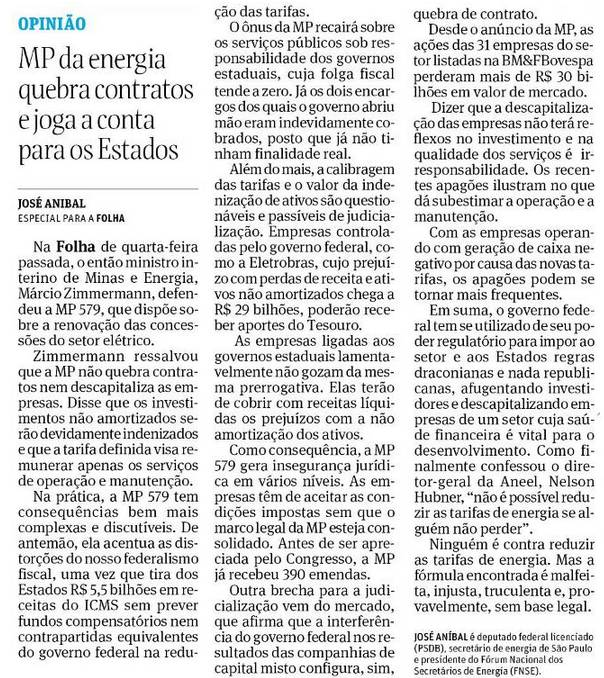 OPINIÃO
MP da energia
quebra contratos
e joga a conta
para os Estados
JOSÉ ANIBAL
ESPECIAL PARA A FOLHA
Na Folha de quarta-feira
passada, o então ministro in-
terino de Minas e Energia,
Márcio Zimmermann, defen-
deu a MP 579, que dispõe so-
bre a renovação das conces-
sões do setor elétrico.
Zimmermann ressalvou
que a MP não quebra contra-
tos nem descapitaliza as em-
presas. Disse que os investi-
mentos não amortizados se-
rão devidamente indenizados
e que a tarifa definida visa re-
munerar apenas os serviços
de operação e manutenção.
Na prática, a MP 579 tem
consequências bem mais
complexas e discutíveis. De
antemão, ela acentua as dis-
torções do nosso federalismo
fiscal, uma vez que tira dos
Estados R$ 5,5 bilhões em re-
ceitas do ICMS sem prever
fundos compensatórios nem
contrapartidas equivalentes
do governo federal na redu-
ção das tarifas.
O ônus da MP recairá sobre
os serviços públicos sob res-
ponsabilidade dos governos
estaduais, cuja folga fiscal
tende a zero. Já os dois encar-
gos dos quais o governo abriu
mão eram indevidamente co-
brados, posto que já não ti-
nham finalidade real.
Além do mais, a calibragem
das tarifas e o valor da inde-
nização de ativos são questio-
náveis e passíveis de judicia-
lização. Empresas controla-
das pelo governo federal, co-
mo a Eletrobras, cujo prejuí-
zo com perdas de receita e ati-
vos não amortizados chega a
R$ 29 bilhões, poderão rece-
ber aportes do Tesouro.
As empresas ligadas aos
governos estaduais lamenta-
velmente não gozam da mes-
ma prerrogativa. Elas terão
de cobrir com receitas líqui-
das os prejuízos com a não
amortização dos ativos.
Como consequência, a MP
579 gera insegurança jurídi-
ca em vários níveis. As em-
presas têm de aceitar as con-
dições impostas sem que o
marco legal da MP esteja con-
solidado. Antes de ser apre-
ciada pelo Congresso, a MP
já recebeu 390 emendas.
Outra brecha para a judi-
cialização vem do mercado,
que afirma que a interferên-
cia do governo federal nos re-
sultados das companhias de
capital misto configura, sim,
quebra de contrato.
Desde o anúncio da MP, as
ações das 31 empresas do se-
tor listadas na BM&FBovespa
perderam mais de R$ 30 bi-
lhões em valor de mercado.
Dizer que a descapitaliza-
ção das empresas não terá re-
flexos no investimento e na
qualidade dos serviços é ir-
responsabilidade. Os recen-
tes apagões ilustram no que
dá subestimar a operação e a
manutenção.
Com as empresas operan-
do com geração de caixa ne-
gativo por causa das novas ta-
rifas, os apagões podem se
tornar mais frequentes.
Em suma, o governo fede-
ral tem se utilizado de seu po-
der regulatório para impor ao
setor e aos Estados regras
draconianas e nada republi-
canas, afugentando investi-
dores e descapitalizando em-
presas de um setor cuja saú-
de financeira é vital para o
desenvolvimento. Como fi-
nalmente confessou o dire-
tor-geral da Aneel, Nelson
Hubner, “não é possível redu-
zir as tarifas de energia se al-
guém não perder”.
Ninguém é contra reduzir
as tarifas de energia. Mas a
fórmula encontrada é malfei-
ta, injusta, truculenta e, pro-
vavelmente, sem base legal.
JOSÉ ANÍBAL é deputado federal licenciado
(PSDB), secretário de energia de São Paulo
e presidente do Fórum Nacional dos
Secretários de Energia (FNSE).